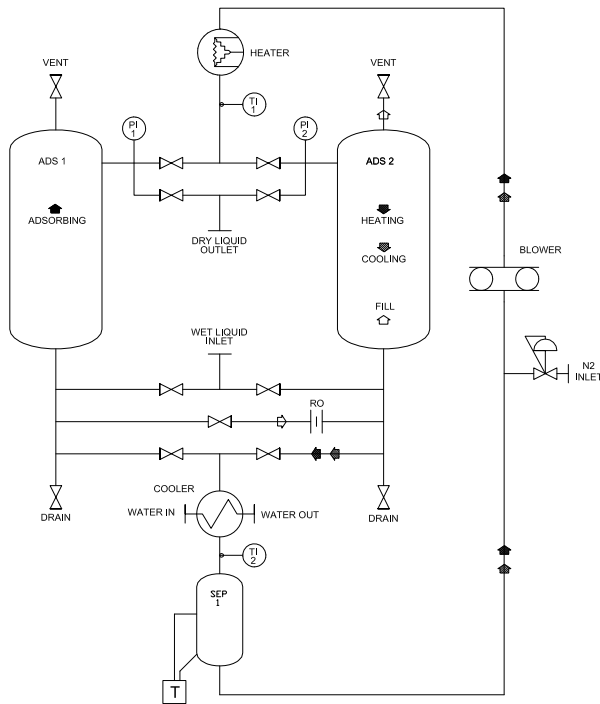 HEATER
VENT
VENT
TI
1
PI
1
PI
2
ADS 1
ADS 2
ADSORBING
HEATING
DRY LIQUID
OUTLET
COOLING
BLOWER
FILL
WET LIQUID
INLET
N2
INLET
RO
COOLER
WATER IN
WATER OUT
DRAIN
DRAIN
TI
2
SEP
1
T